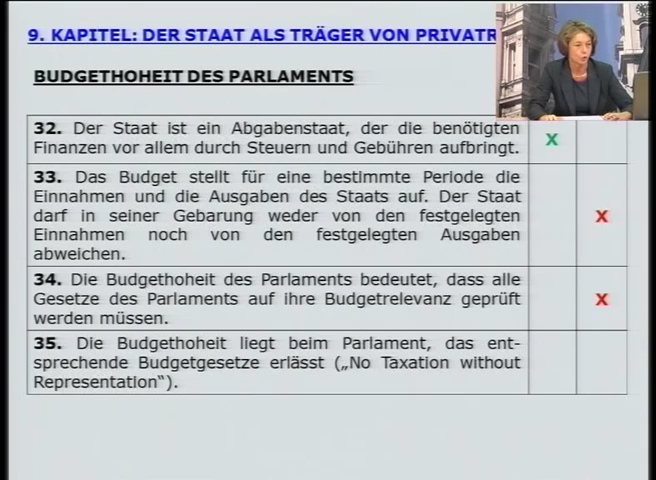 9. KAPITEL: DER STAAT ALS TRÄGER VON PRIVATR
BUDGETHOHEIT DES PARLAMENTS
32. Der Staat ist ein Abgabenstaat, der die benötigten
Finanzen vor allem durch Steuern und Gebühren aufbringt.
X
33. Das Budget stellt für eine bestimmte Periode die
Einnahmen und die Ausgaben des Staats auf. Der Staat
darf in seiner Gebarung weder von den festgelegten
Einnahmen noch von den festgelegten Ausgaben
abweichen.
X
34. Die Budgethoheit des Parlaments bedeutet, dass alle
Gesetze des Parlaments auf ihre Budgetrelevanz geprüft
werden müssen.
X
35. Die Budgethoheit liegt beim Parlament, das ent-
sprechende Budgetgesetze erlässt („No Taxation without
Representation“).